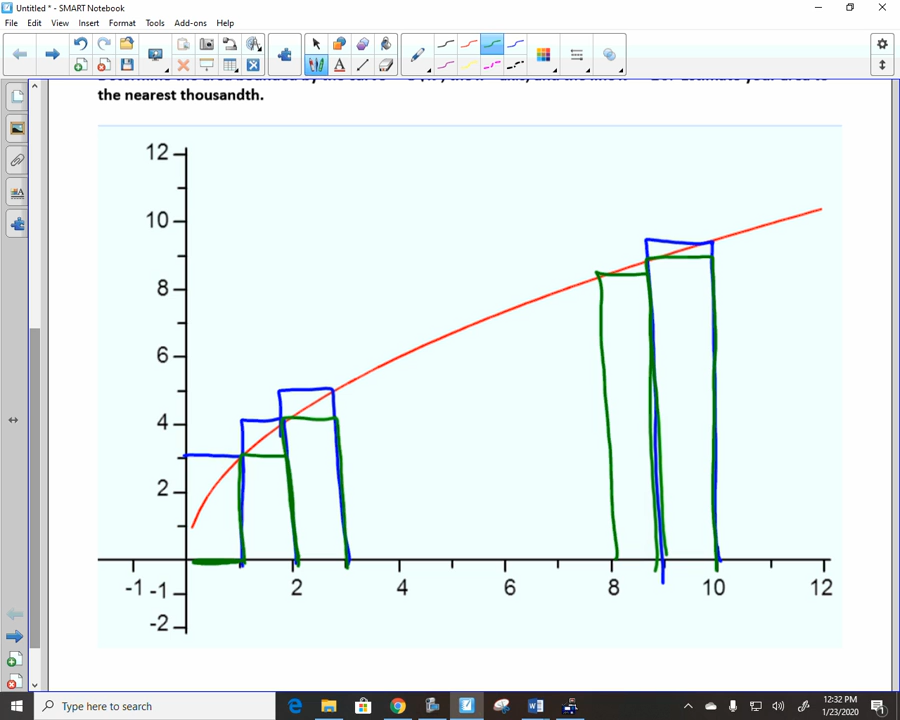 Untitled * - SMART Notebook
File Edit View Insert Format Tools Add-ons Help
the nearest thousandth.
12
10
8
6
4
2
-1 -1 2 4 6 8 10 12
-2
Type here to search
12:32 PM
1/23/2020